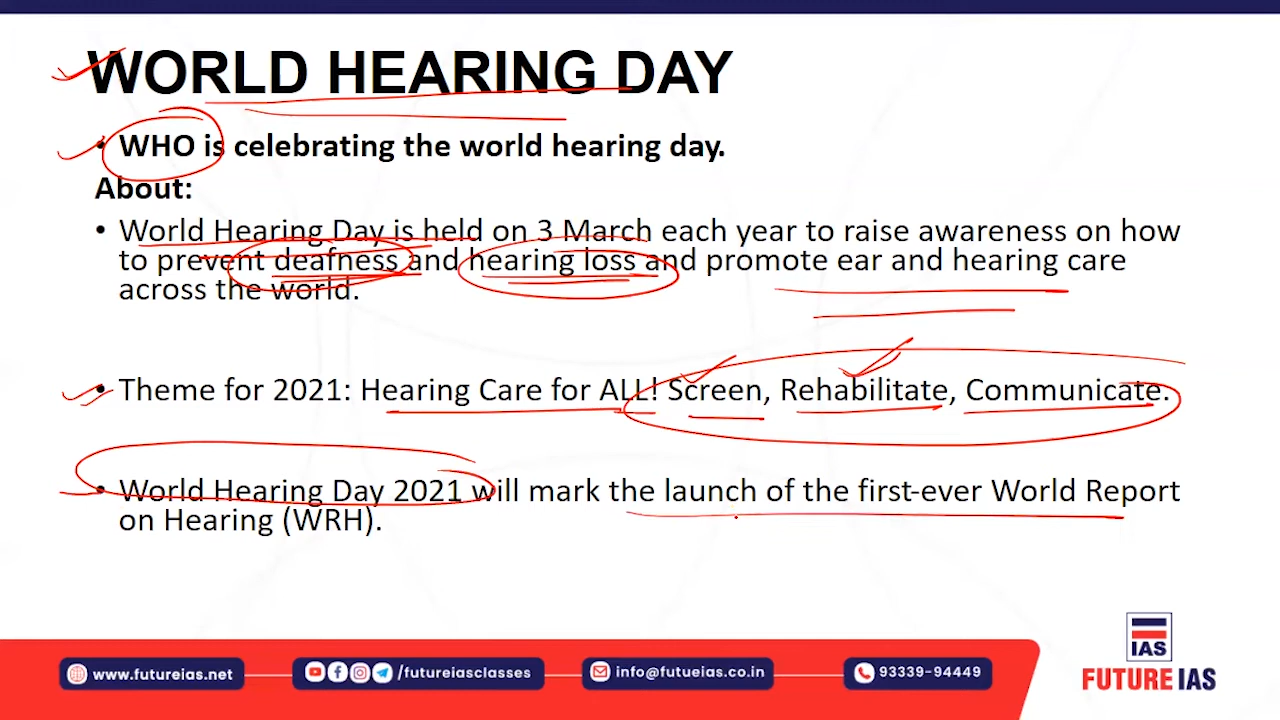 WORLD HEARING DAY
• WHO is celebrating the world hearing day.
About:
• World Hearing Day is held on 3 March each year to raise awareness on how
to prevent deafness and hearing loss and promote ear and hearing care
across the world.
• Theme for 2021: Hearing Care for ALL! Screen, Rehabilitate, Communicate.
• World Hearing Day 2021 will mark the launch of the first-ever World Report
on Hearing (WRH).
www.futureias.net
/futureiasclasses
info@futueias.co.in
93339-94449
IAS
FUTURE IAS